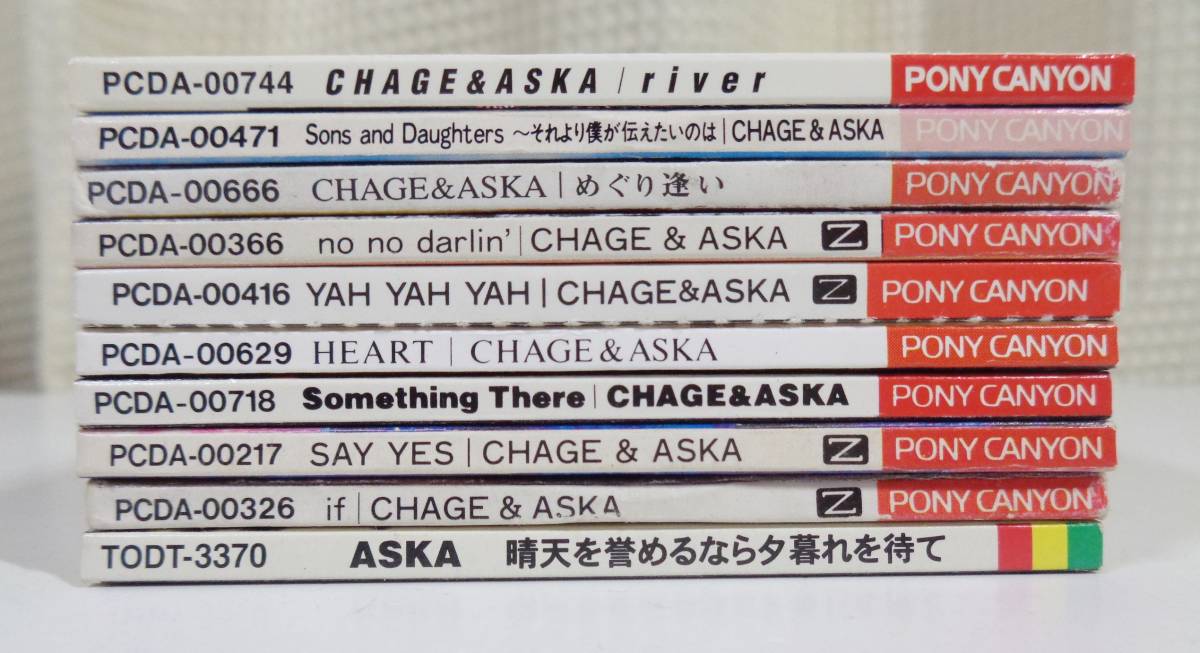 PCDA-00744 CHAGE&ASKA / river PONY CANYON
PCDA-00471 Sons and Daughters ~それより僕が伝えたいのは | CHAGE & ASKA PONY CANYON
PCDA-00666 CHAGE&ASKA | めぐり逢い PONY CANYON
PCDA-00366 no no darlin' | CHAGE & ASKA Z PONY CANYON
PCDA-00416 YAH YAH YAH | CHAGE&ASKA Z PONY CANYON
PCDA-00629 HEART | CHAGE&ASKA PONY CANYON
PCDA-00718 Something There | CHAGE&ASKA PONY CANYON
PCDA-00217 SAY YES | CHAGE & ASKA Z PONY CANYON
PCDA-00326 if | CHAGE & ASKA Z PONY CANYON
TODT-3370 ASKA 晴天を誉めるなら夕暮れを待て